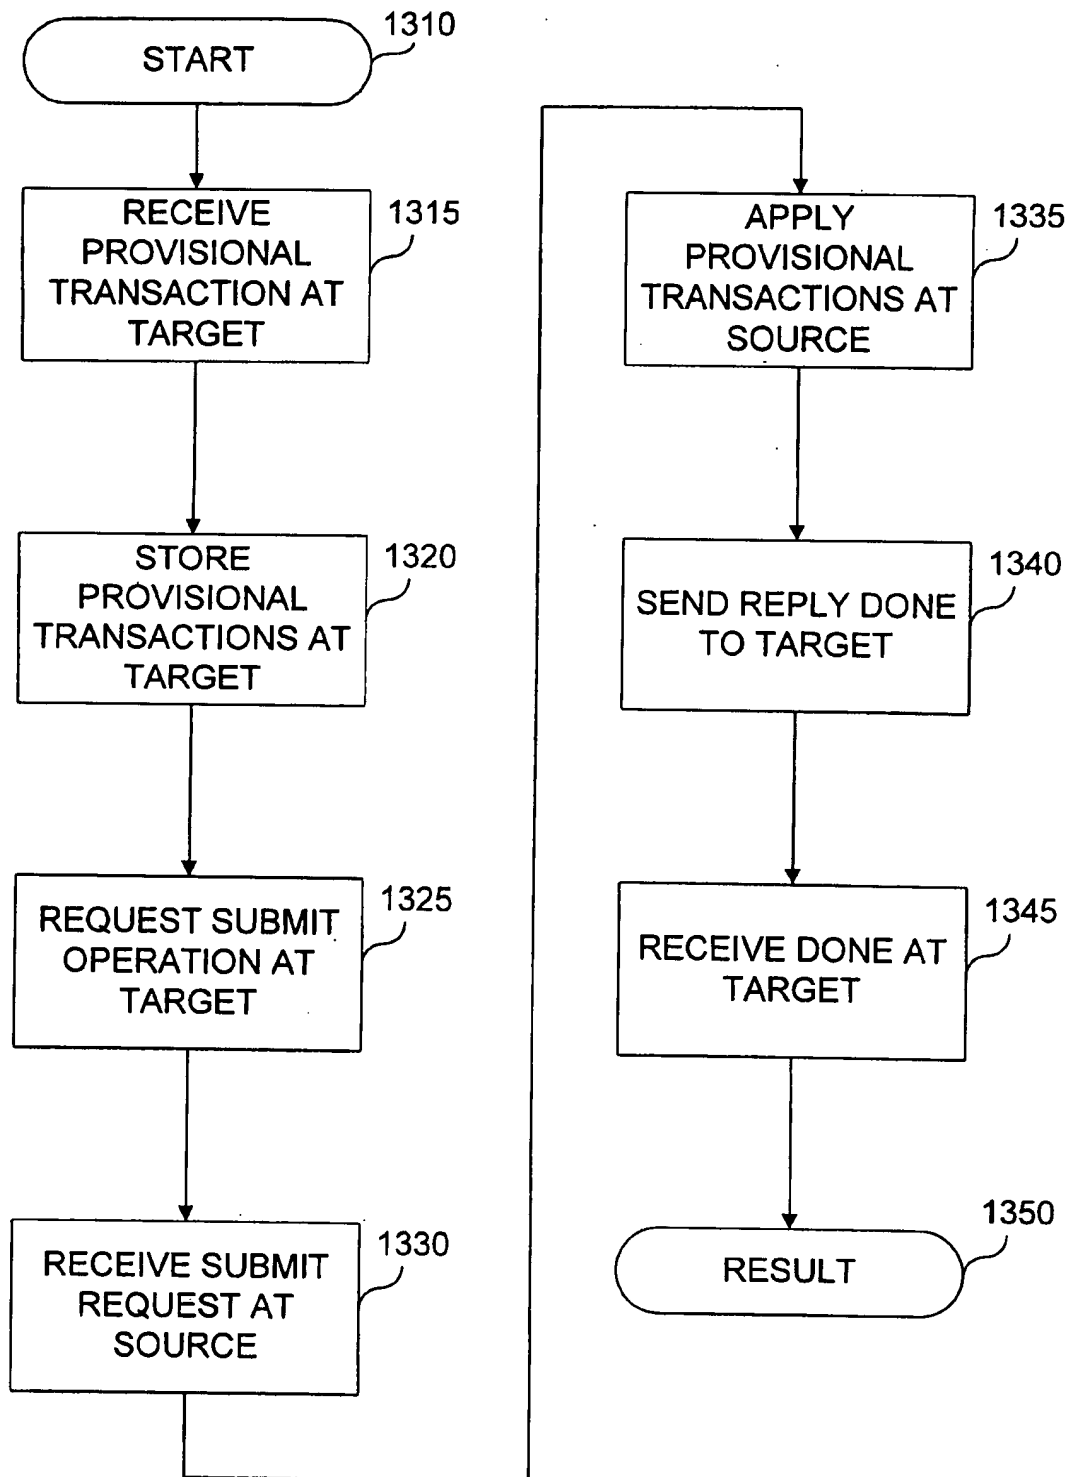 START
1310
RECEIVE
PROVISIONAL
TRANSACTION AT
TARGET
1315
STORE
PROVISIONAL
TRANSACTIONS AT
TARGET
1320
REQUEST SUBMIT
OPERATION AT
TARGET
1325
RECEIVE SUBMIT
REQUEST AT
SOURCE
1330
APPLY
PROVISIONAL
TRANSACTIONS AT
SOURCE
1335
SEND REPLY DONE
TO TARGET
1340
RECEIVE DONE AT
TARGET
1345
RESULT
1350